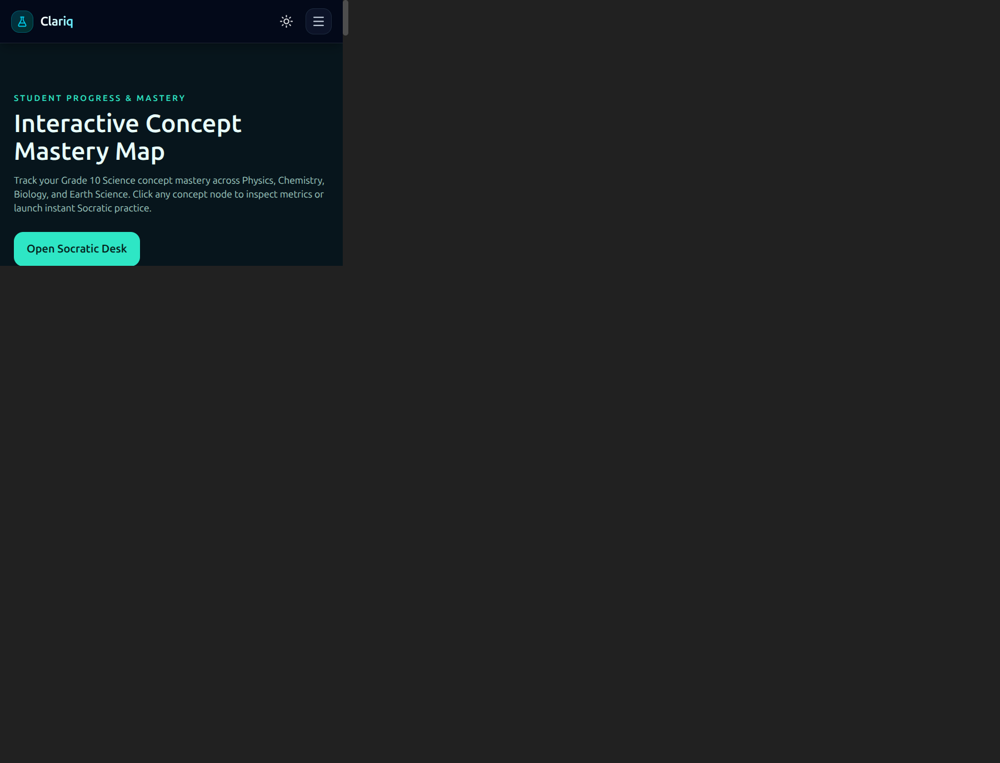 Clariq
STUDENT PROGRESS & MASTERY
Interactive Concept
Mastery Map
Track your Grade 10 Science concept mastery across Physics, Chemistry,
Biology, and Earth Science. Click any concept node to inspect metrics or
launch instant Socratic practice.
Open Socratic Desk